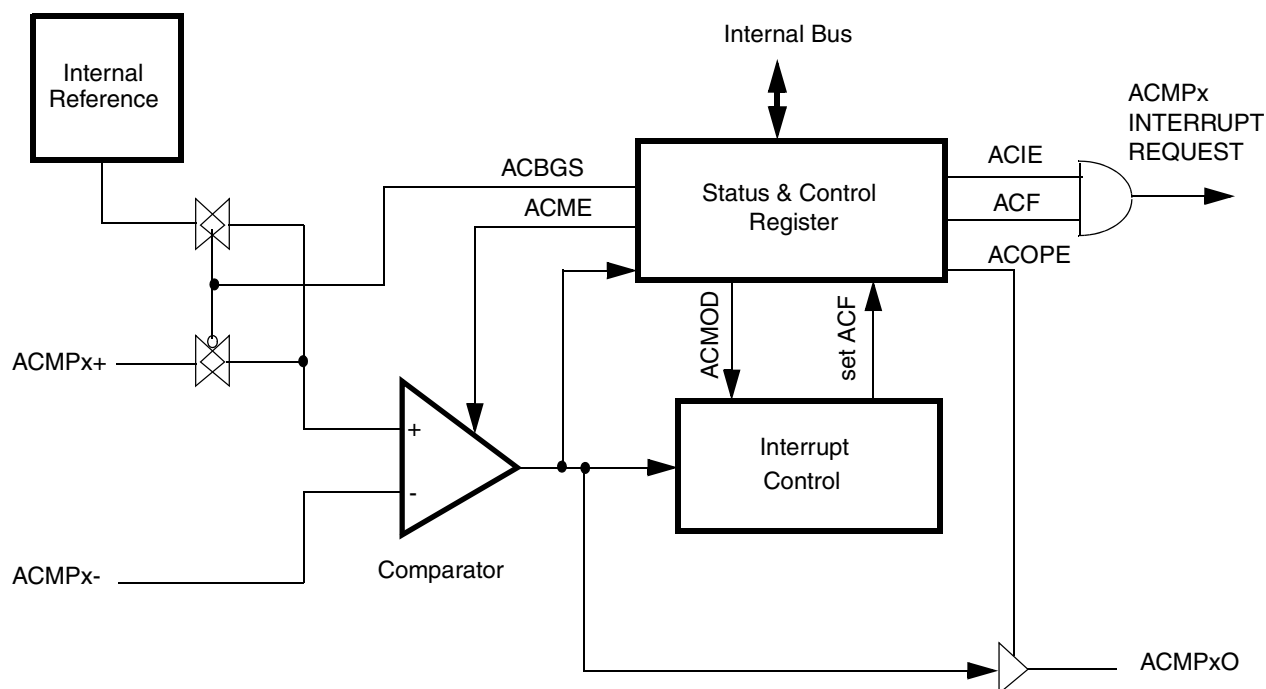 Internal Bus
Internal
Reference
ACMPx
INTERRUPT
REQUEST
ACBGS
ACME
Status & Control
Register
ACIE
ACF
ACOPE
ACMOD
set ACF
ACMPx+
+
-
Interrupt
Control
Comparator
ACMPx-
ACMPxO